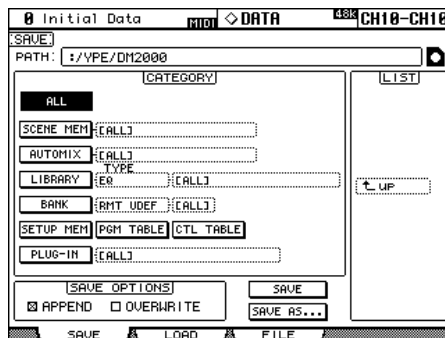 0 Initial Data MIDI ◇DATA 48K CH10-CH10
SAVE
PATH: :/YPE/DM2000
CATEGORY LIST
ALL
SCENE MEM [ALL]
AUTOMIX [ALL]
TYPE
LIBRARY EQ [ALL]
UP
BANK RMT UDEF [ALL]
SETUP MEM PGM TABLE CTL TABLE
PLUG-IN [ALL]
SAVE OPTIONS SAVE
APPEND OVERWRITE SAVE AS...
SAVE LOAD FILE